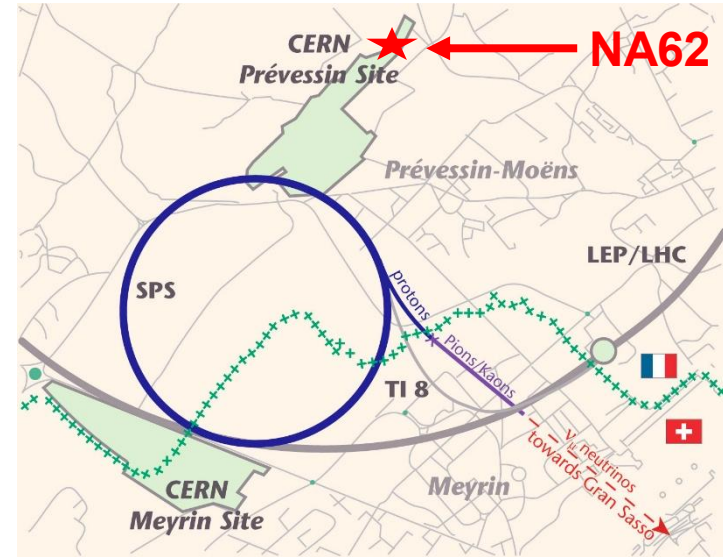 CERN
Prévessin Site
NA62
Prévessin-Moëns
LEP/LHC
SPS
protons
Pions/Kaons
TI 8
νμ neutrinos
towards Gran Sasso
Meyrin
CERN
Meyrin Site